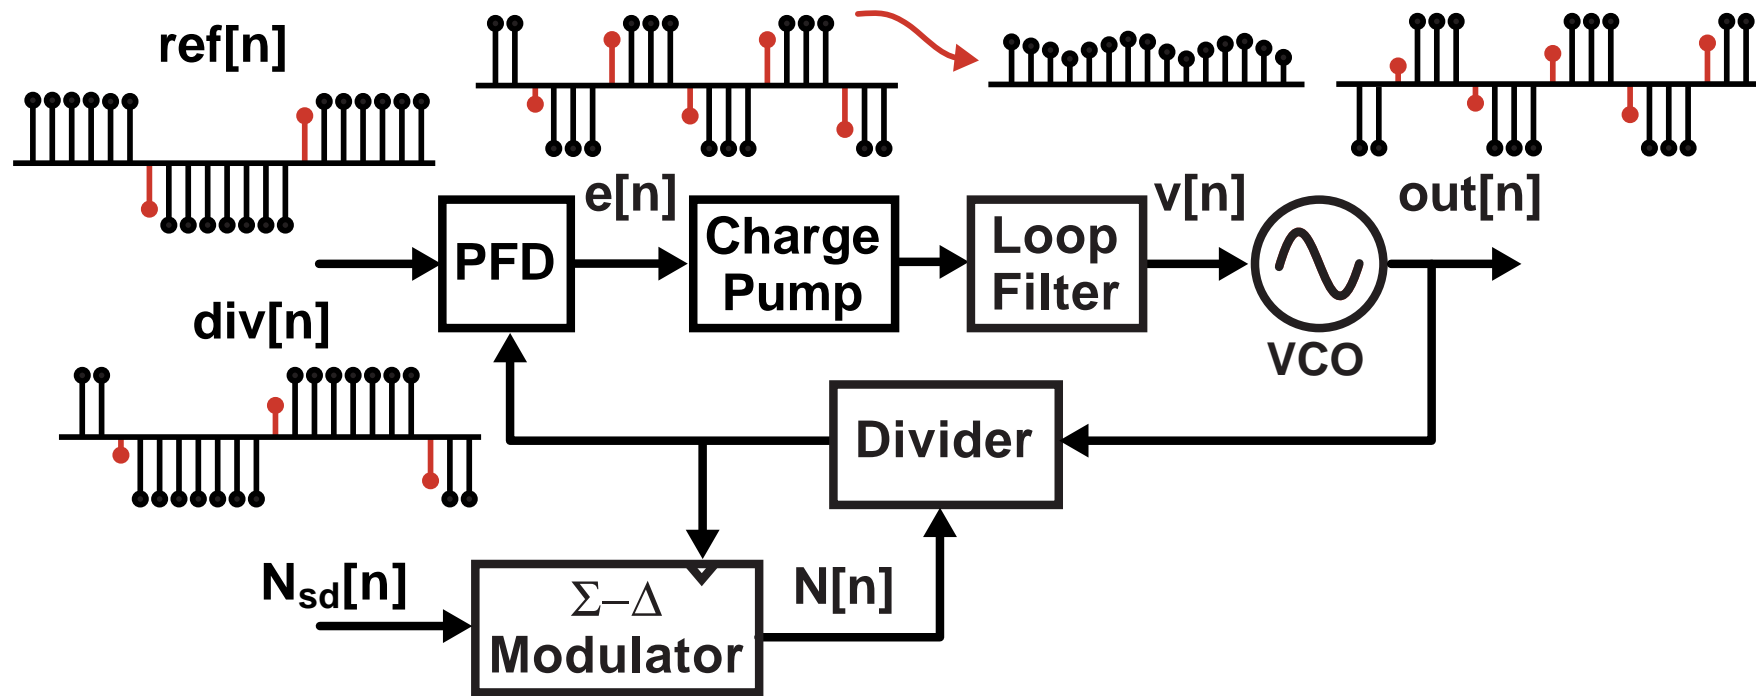 ref[n]
e[n]
v[n]
out[n]
PFD
Charge
Pump
Loop
Filter
VCO
div[n]
Divider
N_sd[n]
Σ–Δ
Modulator
N[n]